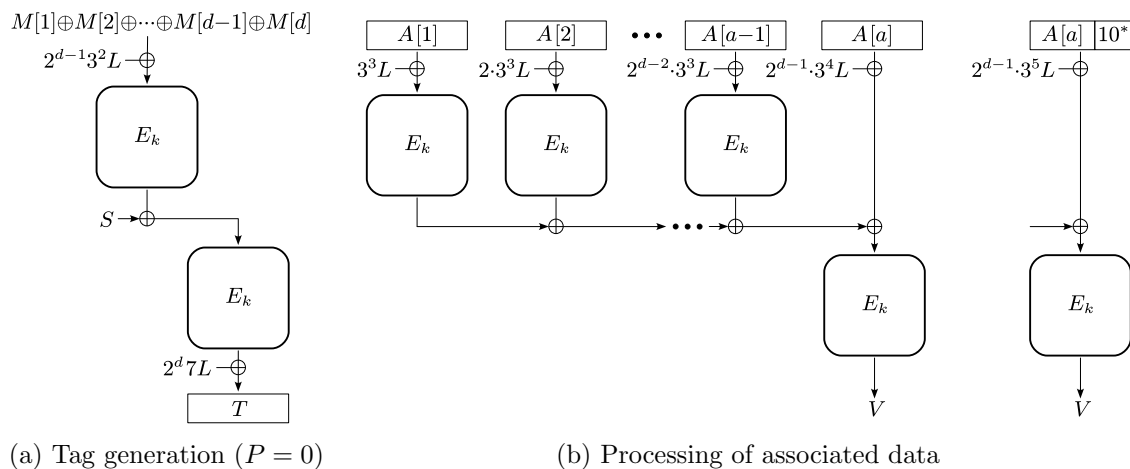 M[1]⊕M[2]⊕···⊕M[d−1]⊕M[d]
2^{d−1}3^2L
E_k
S
E_k
2^d7L
T
(a) Tag generation (P = 0)
A[1] A[2] ••• A[a−1] A[a] A[a] 10*
3^3L 2·3^3L 2^{d−2}·3^3L 2^{d−1}·3^4L 2^{d−1}·3^5L
E_k E_k E_k
•••
E_k E_k
V V
(b) Processing of associated data